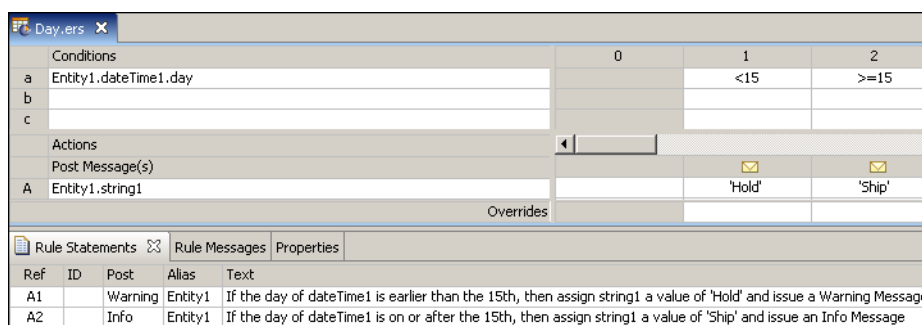 Day.ers
Conditions 0 1 2
a Entity1.dateTime1.day <15 >=15
b
c
Actions
Post Message(s)
A Entity1.string1 'Hold' 'Ship'
Overrides
Rule Statements Rule Messages Properties
Ref ID Post Alias Text
A1 Warning Entity1 If the day of dateTime1 is earlier than the 15th, then assign string1 a value of 'Hold' and issue a Warning Message
A2 Info Entity1 If the day of dateTime1 is on or after the 15th, then assign string1 a value of 'Ship' and issue an Info Message